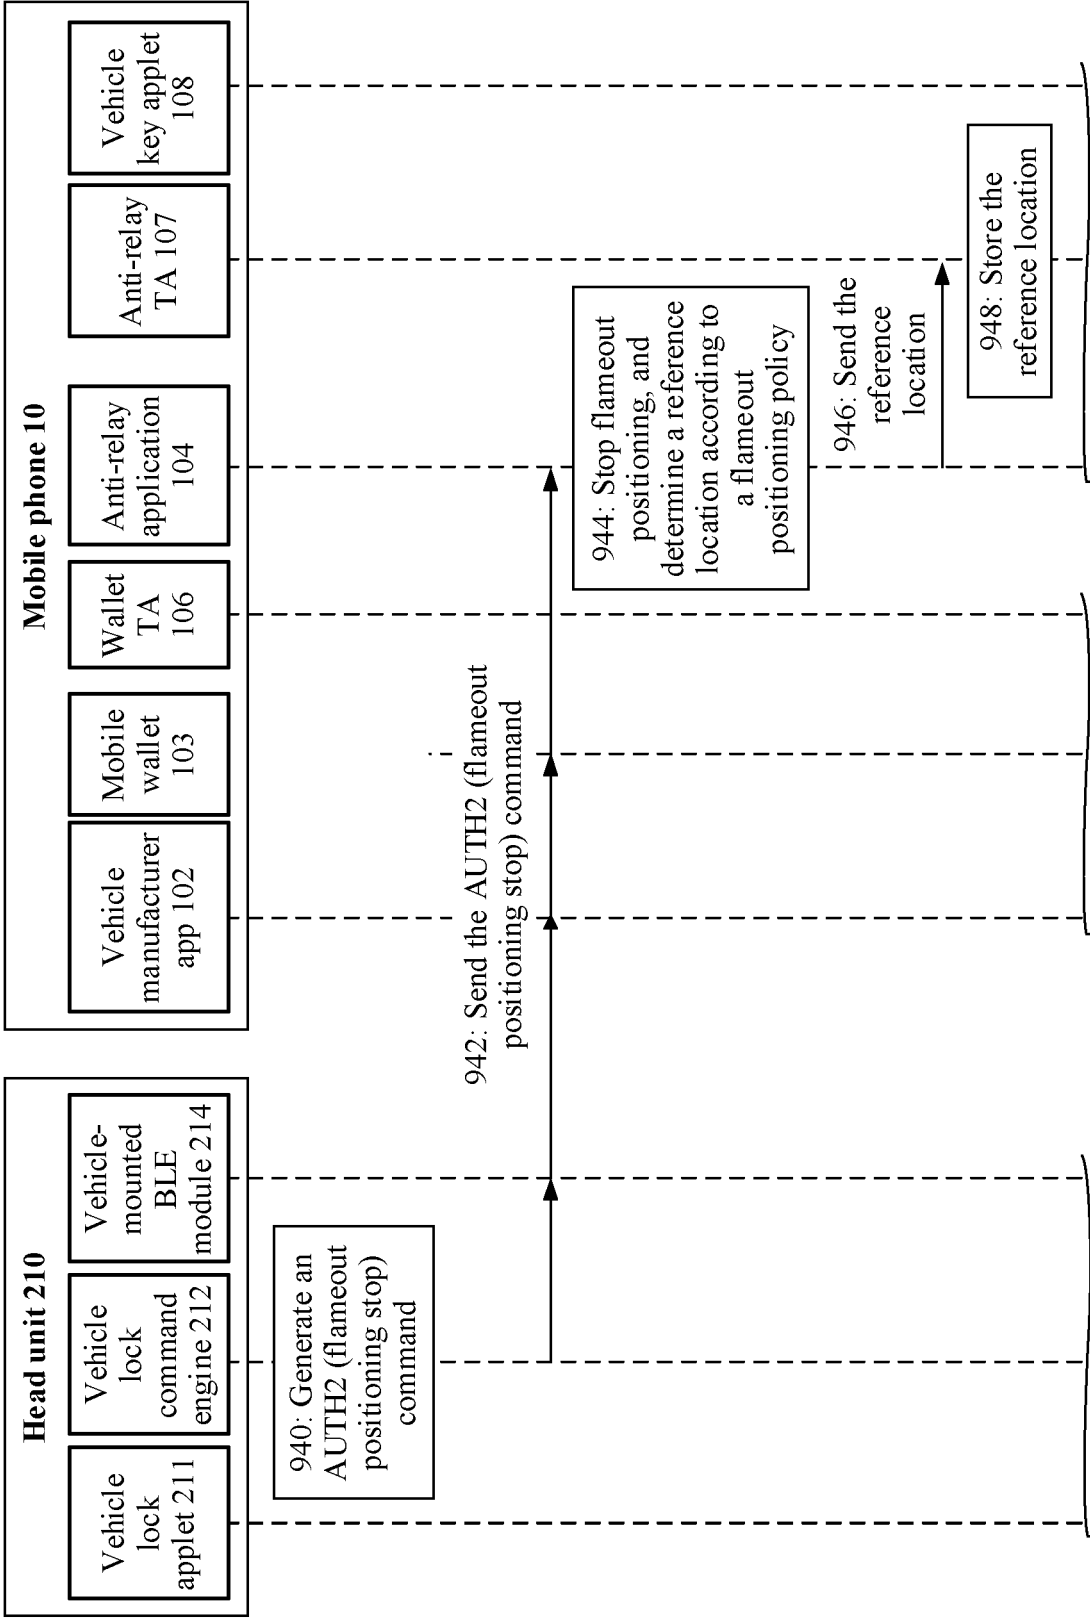 Head unit 210
Vehicle
lock
applet 211
Vehicle
lock
command
engine 212
Vehicle-
mounted
BLE
module 214
Mobile phone 10
Vehicle
manufacturer
app 102
Mobile
wallet
103
Wallet
TA
106
Anti-relay
application
104
Anti-relay
TA 107
Vehicle
key applet
108
940: Generate an
AUTH2 (flameout
positioning stop)
command
942: Send the AUTH2 (flameout
positioning stop) command
944: Stop flameout
positioning, and
determine a reference
location according to
a flameout
positioning policy
946: Send the
reference
location
948: Store the
reference location